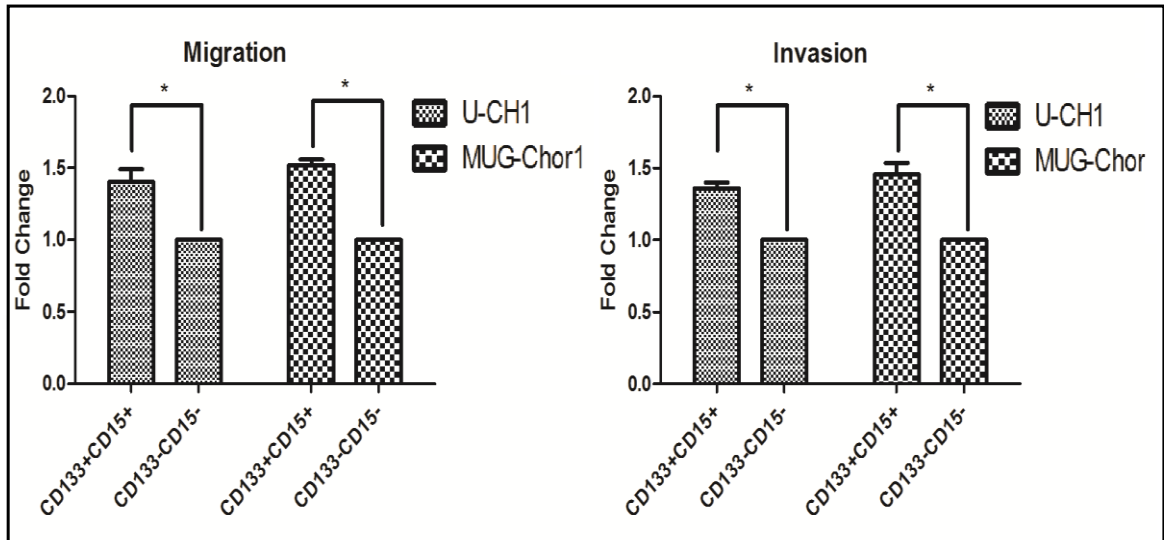 Migration
*
*
2.0
1.5
1.0
0.5
0.0
Fold Change
U-CH1
MUG-Chor1
CD133+CD15+
CD133-CD15-
CD133+CD15+
CD133-CD15-
Invasion
*
*
2.0
1.5
1.0
0.5
0.0
Fold Change
U-CH1
MUG-Chor
CD133+CD15+
CD133-CD15-
CD133+CD15+
CD133-CD15-